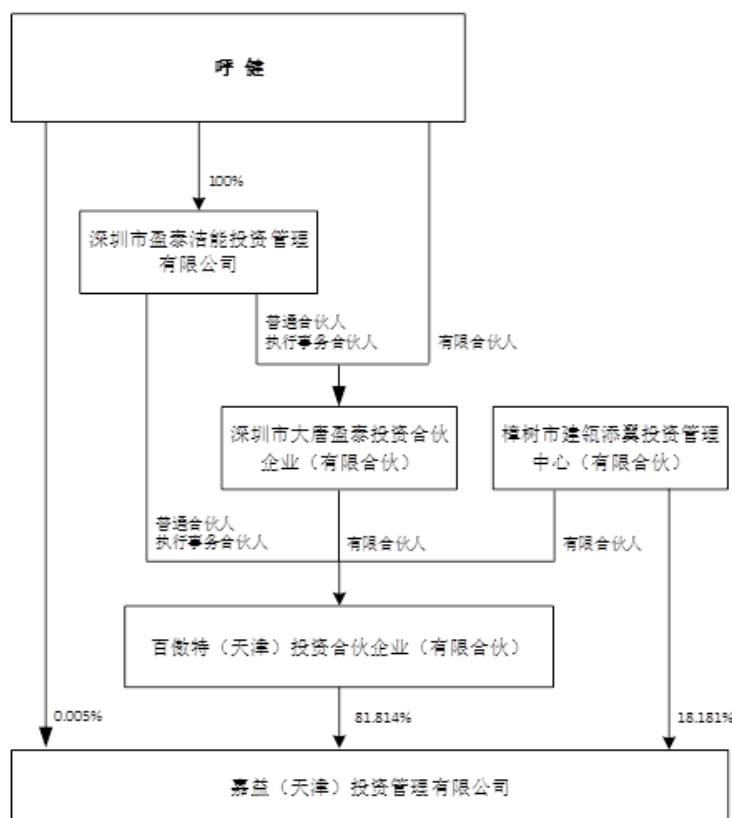 呼 健
100%
深圳市盈泰洁能投资管理
有限公司
普通合伙人
执行事务合伙人
有限合伙人
深圳市大唐盈泰投资合伙
企业（有限合伙）
樟树市建瓴添翼投资管理
中心（有限合伙）
普通合伙人
执行事务合伙人
有限合伙人
有限合伙人
百傲特（天津）投资合伙企业（有限合伙）
0.005%
81.814%
18.181%
嘉益（天津）投资管理有限公司